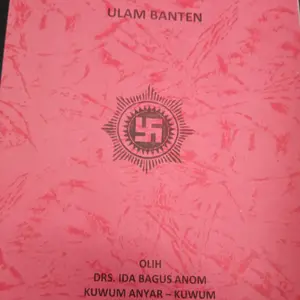 ULAM BANTEN
OLIH
DRS. IDA BAGUS ANOM
KUWUM ANYAR – KUWUM